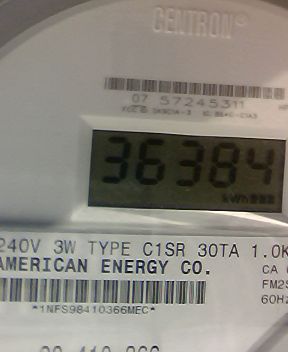 CENTRON®
07 57245311
36384
kWh
240V 3W TYPE C1SR 30TA 1.0K
AMERICAN ENERGY CO.
CA
FM2S
60Hz
*1NFS98410366MEC*